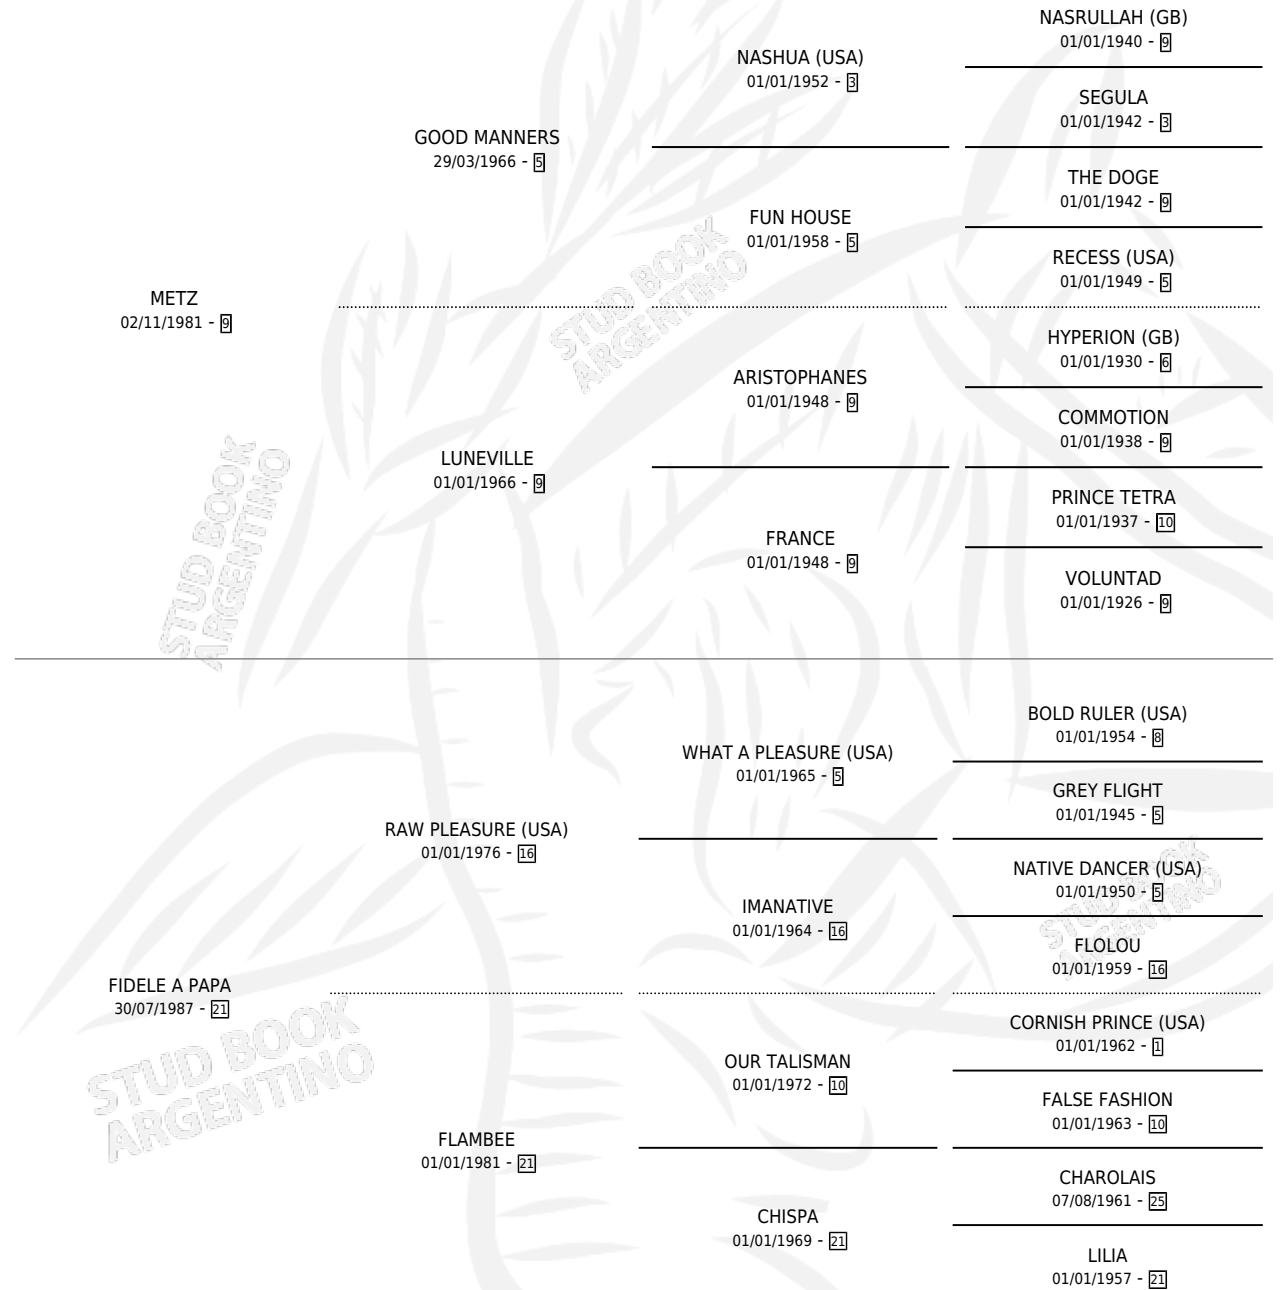 NASRULLAH (GB)
01/01/1940 - 9
NASHUA (USA)
01/01/1952 - 3
SEGULA
01/01/1942 - 3
GOOD MANNERS
29/03/1966 - 5
THE DOGE
01/01/1942 - 9
FUN HOUSE
01/01/1958 - 5
RECESS (USA)
01/01/1949 - 5
METZ
02/11/1981 - 9
HYPERION (GB)
01/01/1930 - 6
ARISTOPHANES
01/01/1948 - 9
COMMOTION
01/01/1938 - 9
LUNEVILLE
01/01/1966 - 9
PRINCE TETRA
01/01/1937 - 10
FRANCE
01/01/1948 - 9
VOLUNTAD
01/01/1926 - 9
BOLD RULER (USA)
01/01/1954 - 8
WHAT A PLEASURE (USA)
01/01/1965 - 5
GREY FLIGHT
01/01/1945 - 5
RAW PLEASURE (USA)
01/01/1976 - 16
NATIVE DANCER (USA)
01/01/1950 - 5
IMANATIVE
01/01/1964 - 16
FLOLOU
01/01/1959 - 16
FIDELE A PAPA
30/07/1987 - 21
CORNISH PRINCE (USA)
01/01/1962 - 1
OUR TALISMAN
01/01/1972 - 10
FALSE FASHION
01/01/1963 - 10
FLAMBEE
01/01/1981 - 21
CHAROLAIS
07/08/1961 - 25
CHISPA
01/01/1969 - 21
LILIA
01/01/1957 - 21
STUD BOOK
ARGENTINO
STUD BOOK
ARGENTINO
STUD BOOK
ARGENTINO
STUD BOOK
ARGENTINO